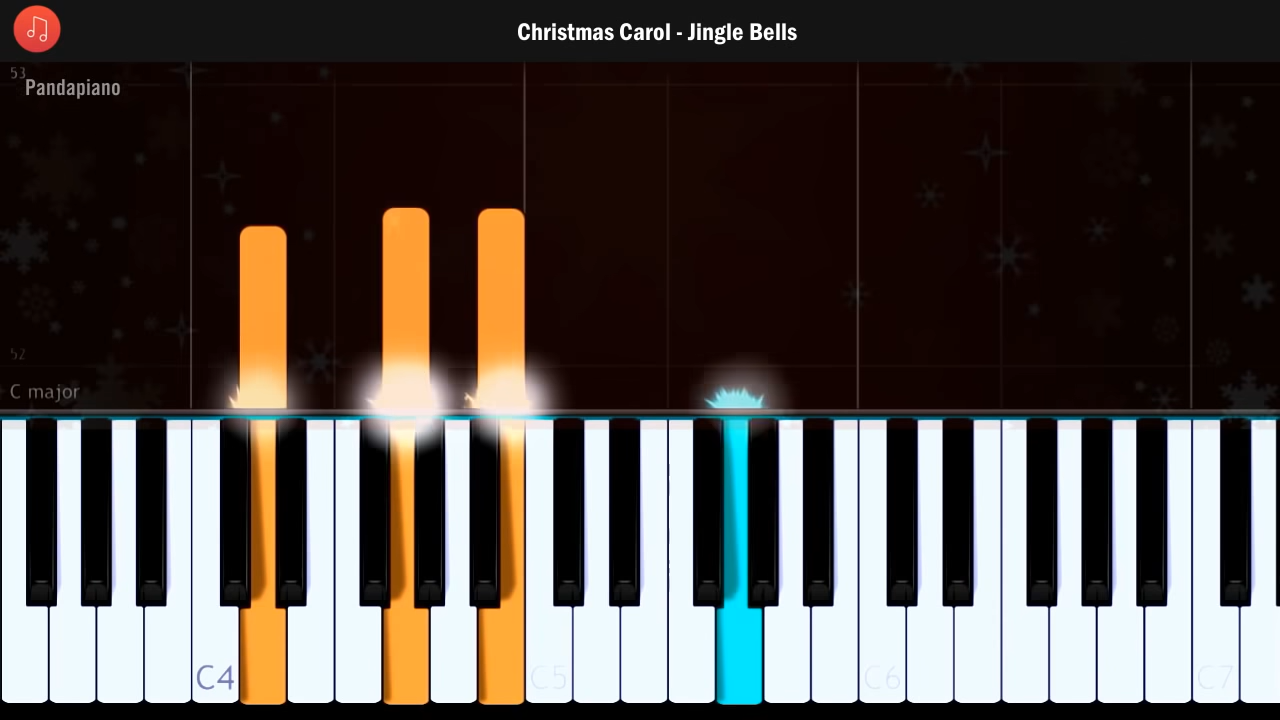 Christmas Carol - Jingle Bells
53
Pandapiano
52
C major
C4
C5
C6
C7